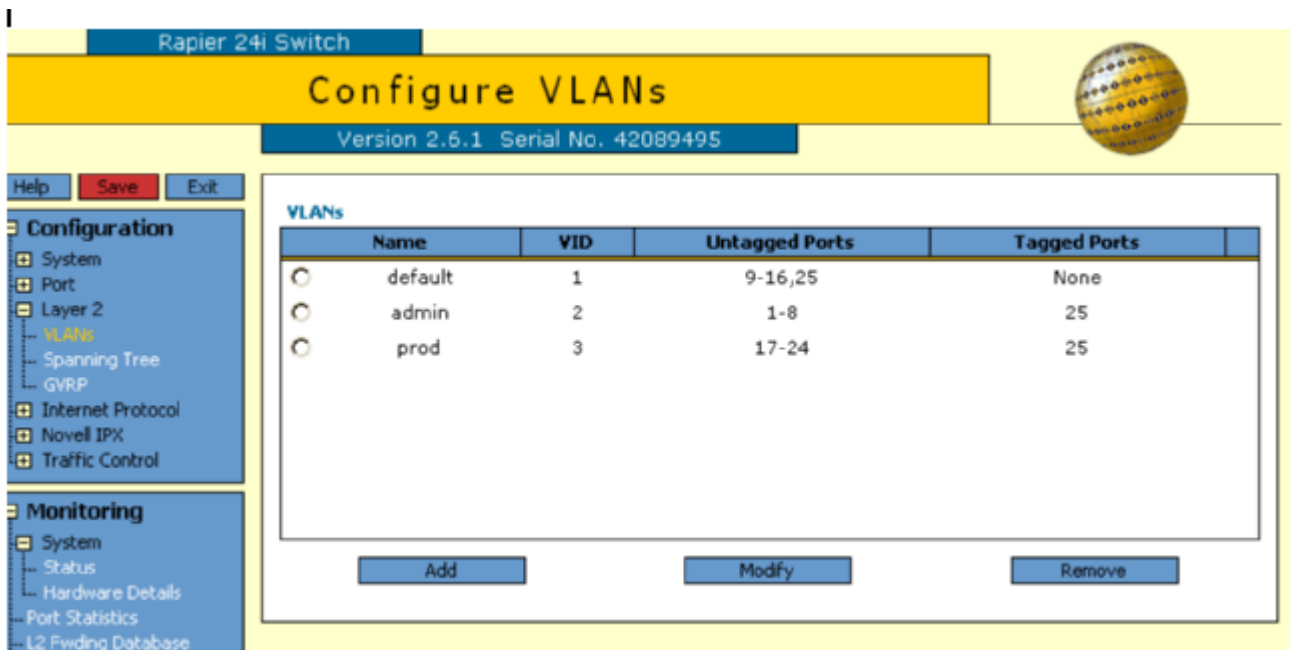 Rapier 24i Switch
Configure VLANs
Version 2.6.1 Serial No. 42089495
Help Save Exit
Configuration
System
Port
Layer 2
VLANs
Spanning Tree
GVRP
Internet Protocol
Novell IPX
Traffic Control
Monitoring
System
Status
Hardware Details
Port Statistics
L2 Fwding Database
VLANs
Name VID Untagged Ports Tagged Ports
default 1 9-16,25 None
admin 2 1-8 25
prod 3 17-24 25
Add Modify Remove